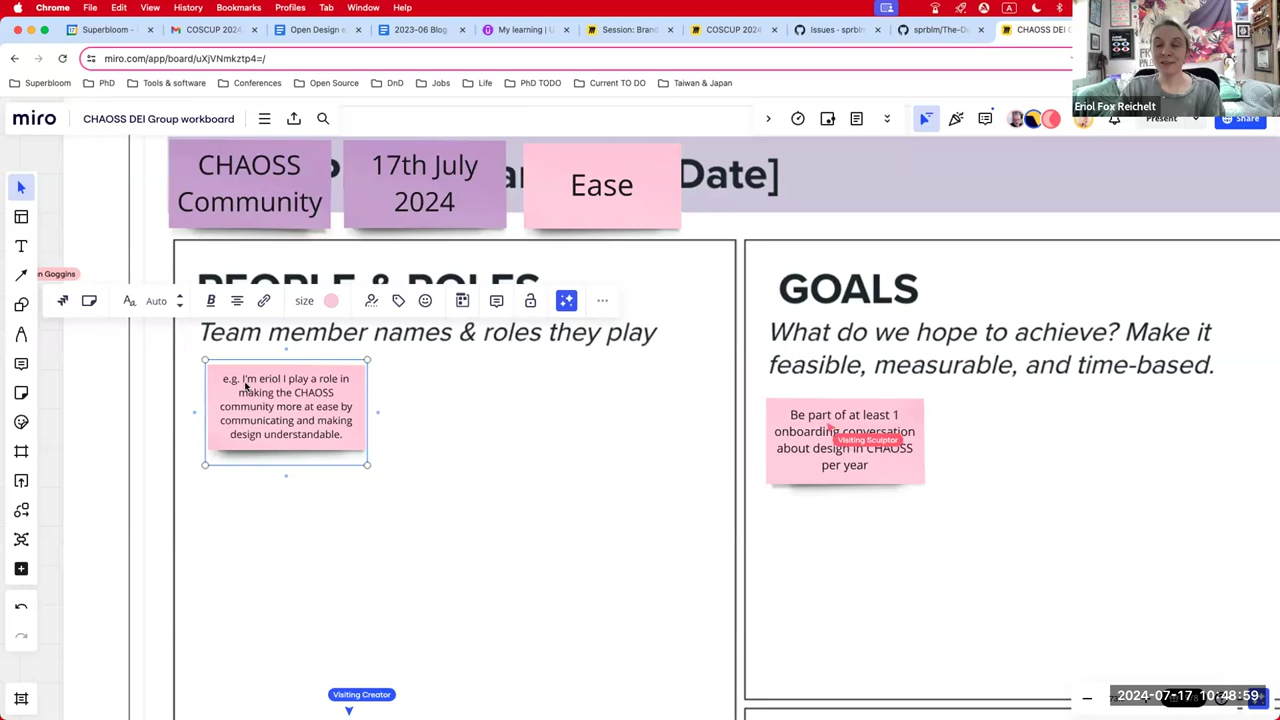 Chrome File Edit View History Bookmarks Profiles Tab Window Help
Superbloom - COSCUP 2024 Open Design 2023-06 Blog My learning | U Session: Bran COSCUP 2024 Issues · sprblm sprblm/The-D CHAOSS DEI G
miro.com/app/board/uXjVNmkztp4=/
Superbloom PhD Tools & software Conferences Open Source DnD Jobs Life PhD TODO Current TO DO Taiwan & Japan
Eriol Fox Reichelt
miro CHAOSS DEI Group workboard Present Share
CHAOSS
Community
17th July
2024
Ease
Date]
n Goggins
PEOPLE & ROLES
Auto B size
Team member names & roles they play
e.g. I'm eriol I play a role in
making the CHAOSS
community more at ease by
communicating and making
design understandable.
GOALS
What do we hope to achieve? Make it
feasible, measurable, and time-based.
Be part of at least 1
onboarding conversation
about design in CHAOSS
per year
Visiting Sculptor
Visiting Creator
2024-07-17 10:48:59